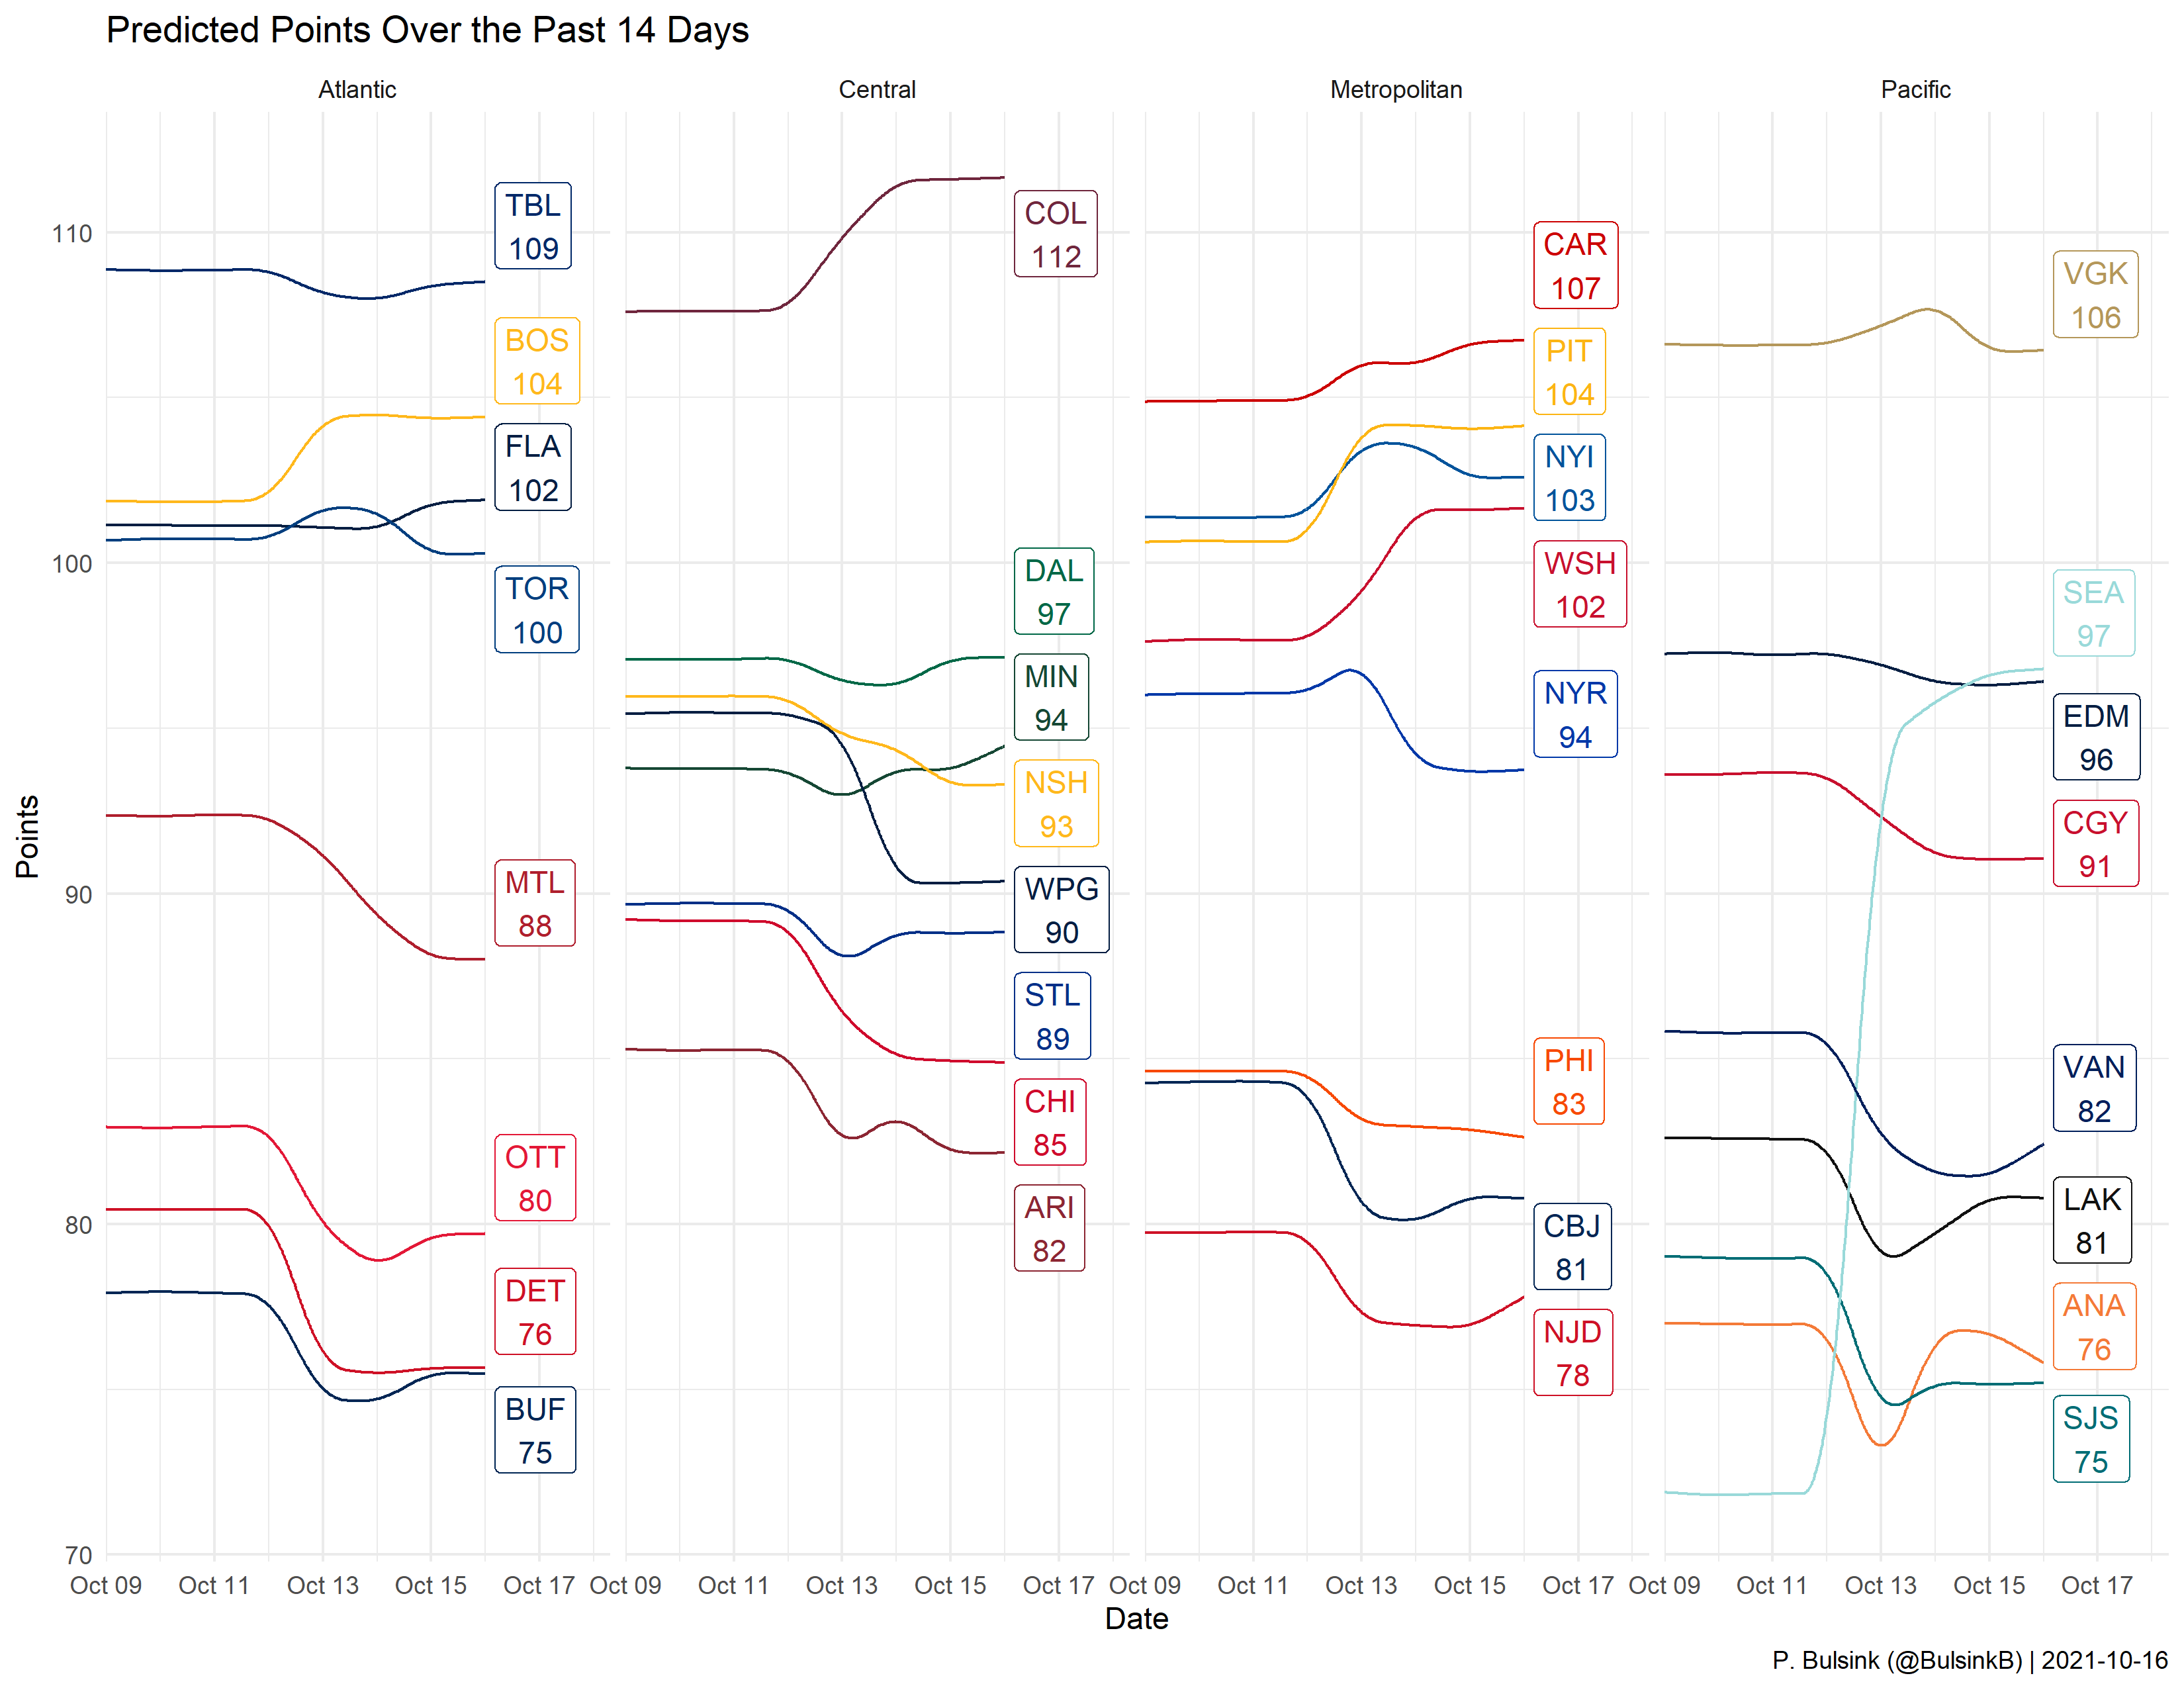 Predicted Points Over the Past 14 Days
Atlantic
Central
Metropolitan
Pacific
Points
110
100
90
80
70
TBL
109
BOS
104
FLA
102
TOR
100
MTL
88
OTT
80
DET
76
BUF
75
COL
112
DAL
97
MIN
94
NSH
93
WPG
90
STL
89
CHI
85
ARI
82
CAR
107
PIT
104
NYI
103
WSH
102
NYR
94
PHI
83
CBJ
81
NJD
78
VGK
106
SEA
97
EDM
96
CGY
91
VAN
82
LAK
81
ANA
76
SJS
75
Oct 09 Oct 11 Oct 13 Oct 15 Oct 17 Oct 09 Oct 11 Oct 13 Oct 15 Oct 17 Oct 09 Oct 11 Oct 13 Oct 15 Oct 17 Oct 09 Oct 11 Oct 13 Oct 15 Oct 17
Date
P. Bulsink (@BulsinkB) | 2021-10-16